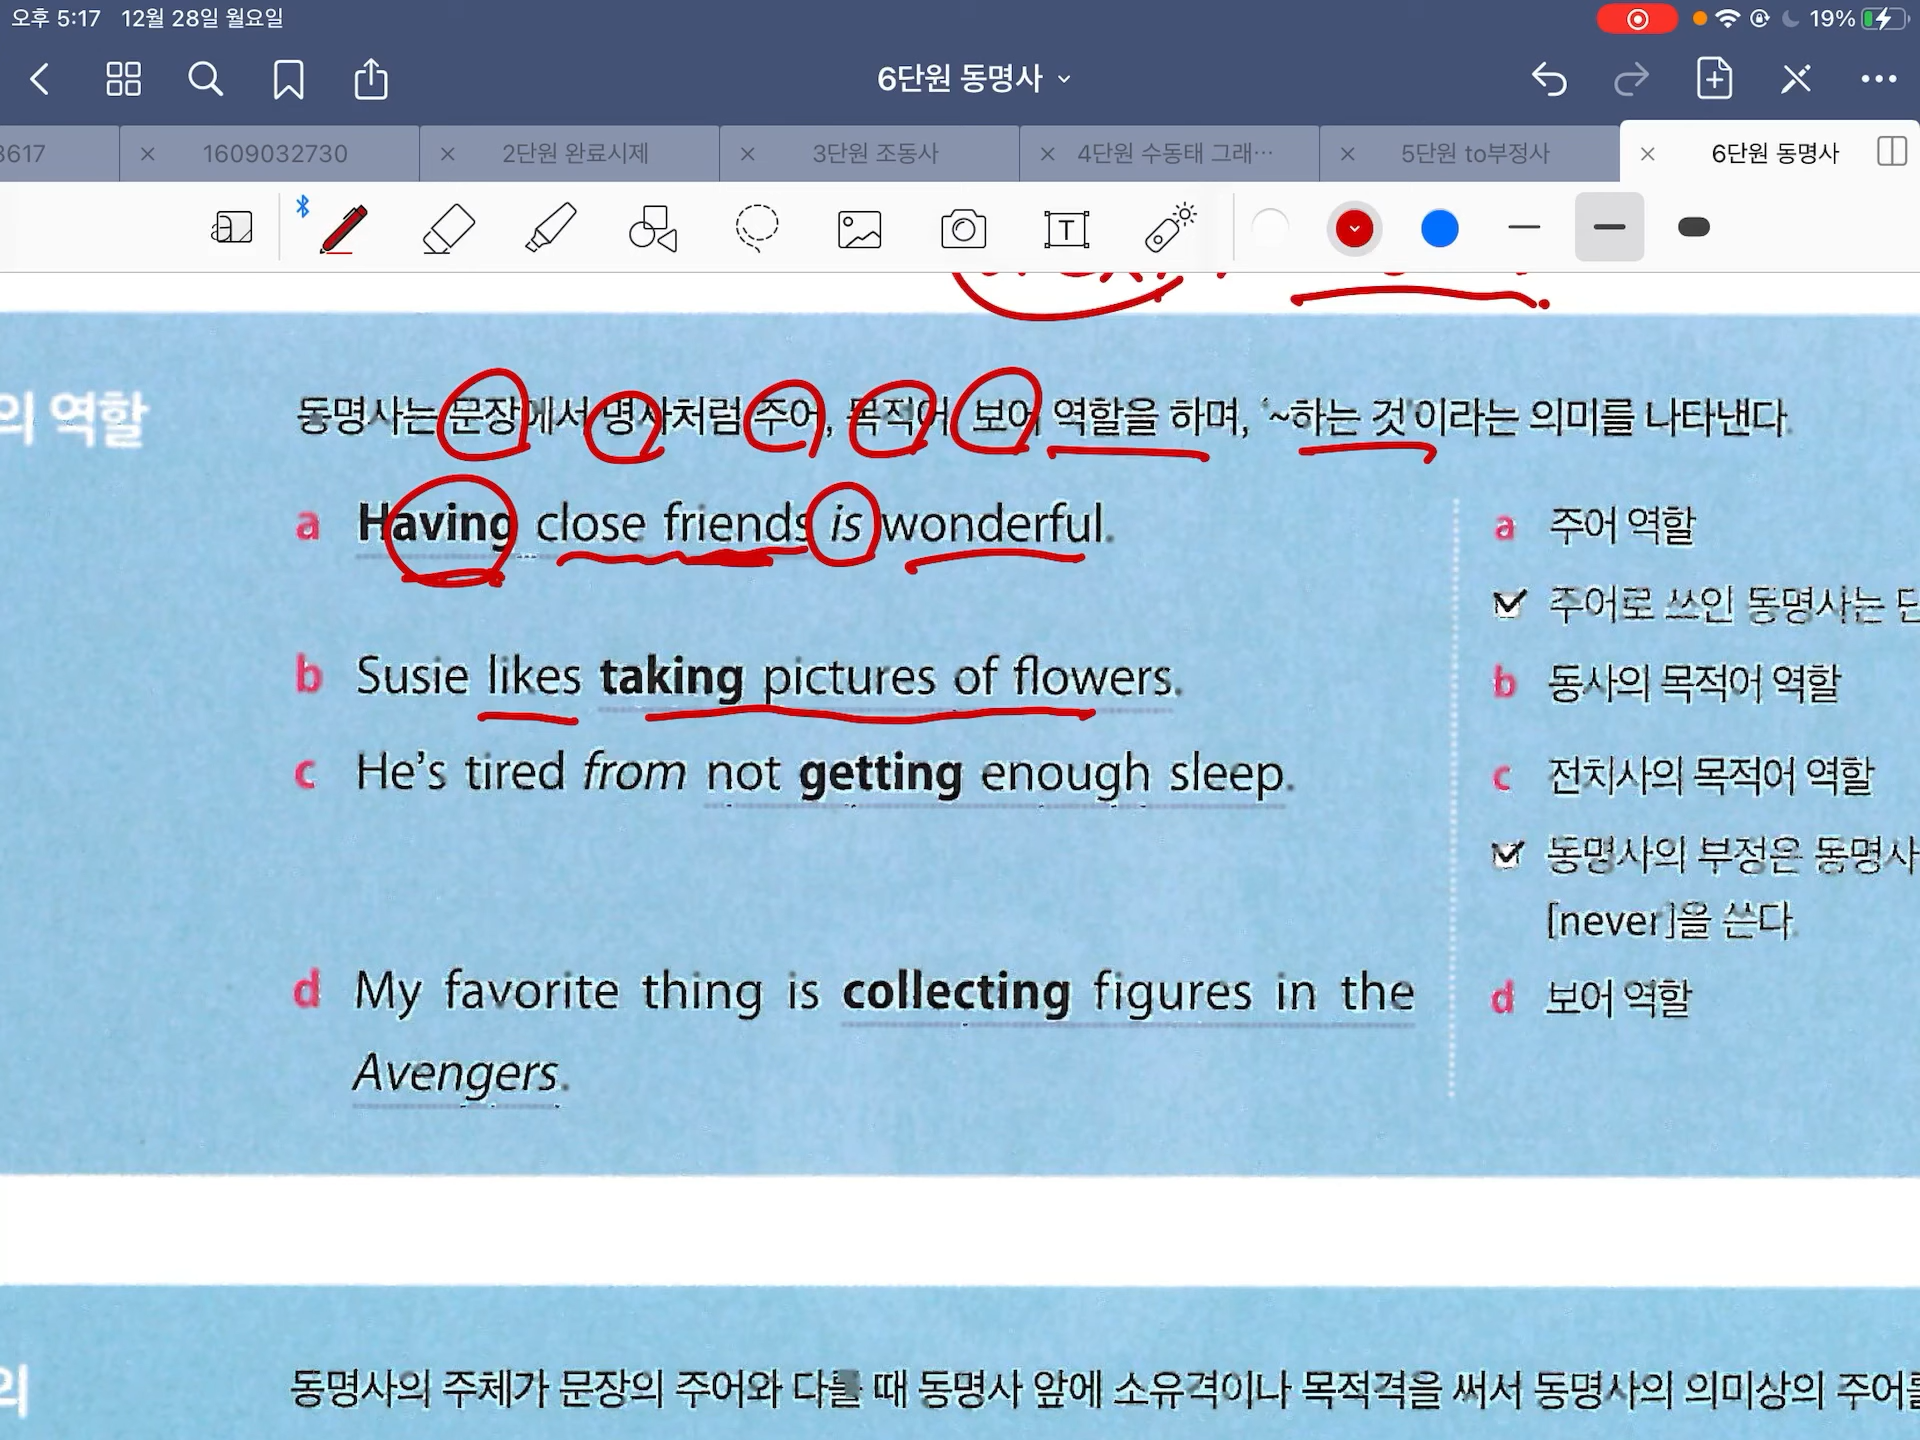 오후 5:17 12월 28일 월요일 19%
6단원 동명사
3617 1609032730 2단원 완료시제 3단원 조동사 4단원 수동태 그래… 5단원 to부정사 6단원 동명사
의 역할
동명사는 문장에서 명사처럼 주어, 목적어, 보어 역할을 하며, ‘~하는 것’이라는 의미를 나타낸다.
a Having close friends is wonderful.
a 주어 역할
주어로 쓰인 동명사는 단
b Susie likes taking pictures of flowers.
b 동사의 목적어 역할
c He’s tired from not getting enough sleep.
c 전치사의 목적어 역할
동명사의 부정은 동명사
[never]을 쓴다.
d My favorite thing is collecting figures in the
Avengers.
d 보어 역할
의
동명사의 주체가 문장의 주어와 다를 때 동명사 앞에 소유격이나 목적격을 써서 동명사의 의미상의 주어를